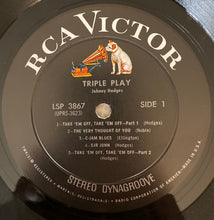 RCA VICTOR
TRIPLE PLAY
Johnny Hodges
LSP 3867
(UPRS-3623)
SIDE 1
1-TAKE 'EM OFF, TAKE 'EM OFF-Part 1 (Hodges)
2-THE VERY THOUGHT OF YOU (Noble)
3-C-JAM BLUES (Ellington)
4-SIR JOHN (Hodges)
5-TAKE 'EM OFF, TAKE 'EM OFF-Part 2
(Hodges)
STEREO DYNAGROOVE